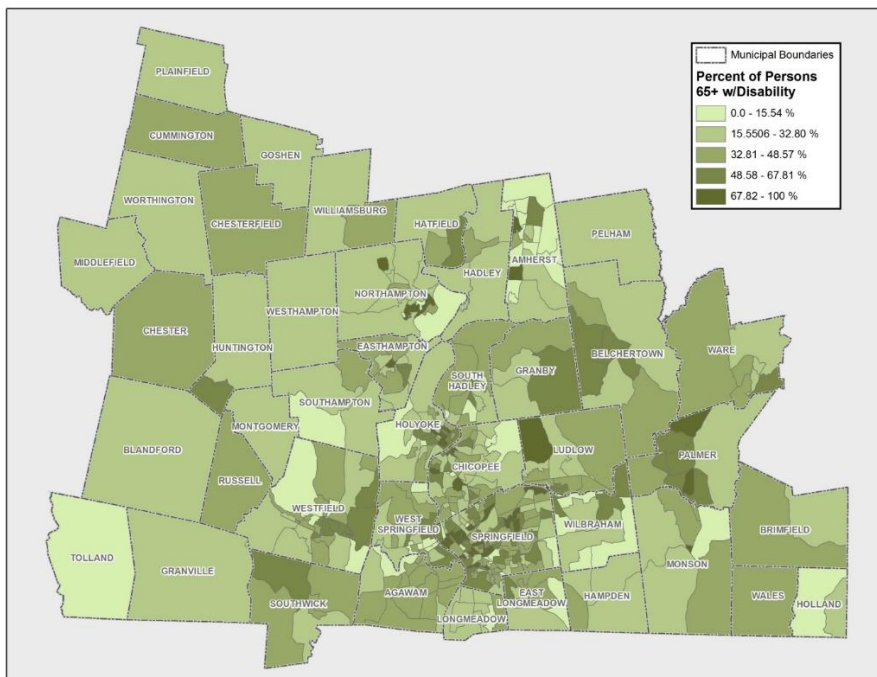 Municipal Boundaries
Percent of Persons
65+ w/Disability
0.0 - 15.54 %
15.5506 - 32.80 %
32.81 - 48.57 %
48.58 - 67.81 %
67.82 - 100 %
PLAINFIELD
CUMMINGTON
GOSHEN
WORTHINGTON
CHESTERFIELD
WILLIAMSBURG
HATFIELD
PELHAM
AMHERST
MIDDLEFIELD
HADLEY
NORTHAMPTON
WESTHAMPTON
CHESTER
HUNTINGTON
EASTHAMPTON
BELCHERTOWN
WARE
SOUTH
HADLEY
GRANBY
SOUTHAMPTON
MONTGOMERY
HOLYOKE
BLANDFORD
LUDLOW
PALMER
CHICOPEE
RUSSELL
WESTFIELD
WEST
SPRINGFIELD
SPRINGFIELD
WILBRAHAM
BRIMFIELD
TOLLAND
GRANVILLE
MONSON
SOUTHWICK
AGAWAM
EAST
LONGMEADOW
HAMPDEN
WALES
HOLLAND
LONGMEADOW